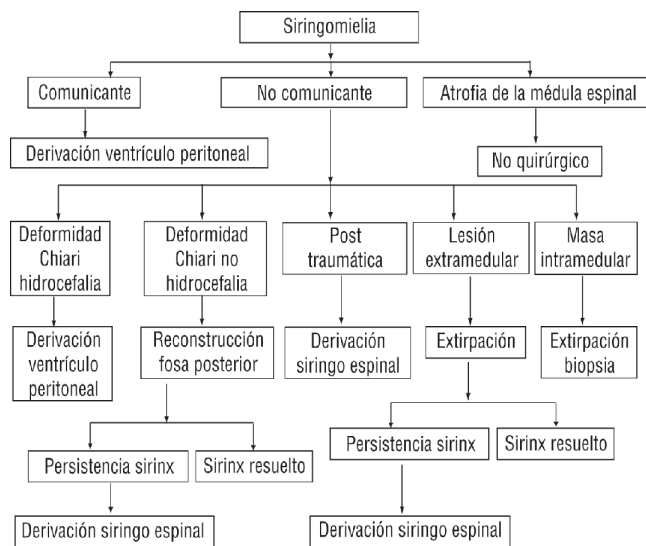 Siringomielia
Comunicante
No comunicante
Atrofia de la médula espinal
Derivación ventrículo peritoneal
No quirúrgico
Deformidad
Chiari
hidrocefalia
Deformidad
Chiari no
hidrocefalia
Post
traumática
Lesión
extramedular
Masa
intramedular
Derivación
ventrículo
peritoneal
Reconstrucción
fosa posterior
Derivación
siringo espinal
Extirpación
Extirpación
biopsia
Persistencia sirinx
Sirinx resuelto
Persistencia sirinx
Sirinx resuelto
Derivación siringo espinal
Derivación siringo espinal